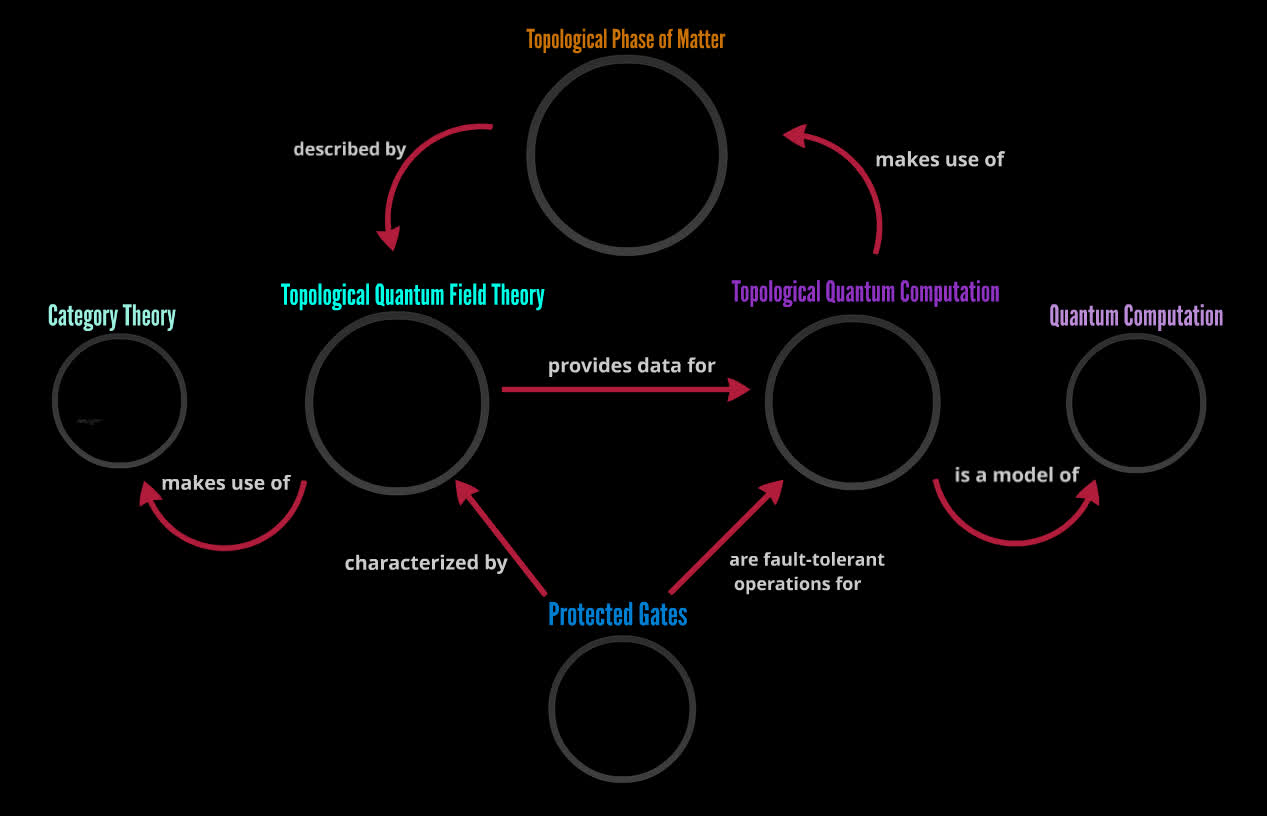 Topological Phase of Matter
described by
makes use of
Topological Quantum Field Theory
Topological Quantum Computation
Category Theory
Quantum Computation
provides data for
makes use of
is a model of
characterized by
are fault-tolerant
operations for
Protected Gates